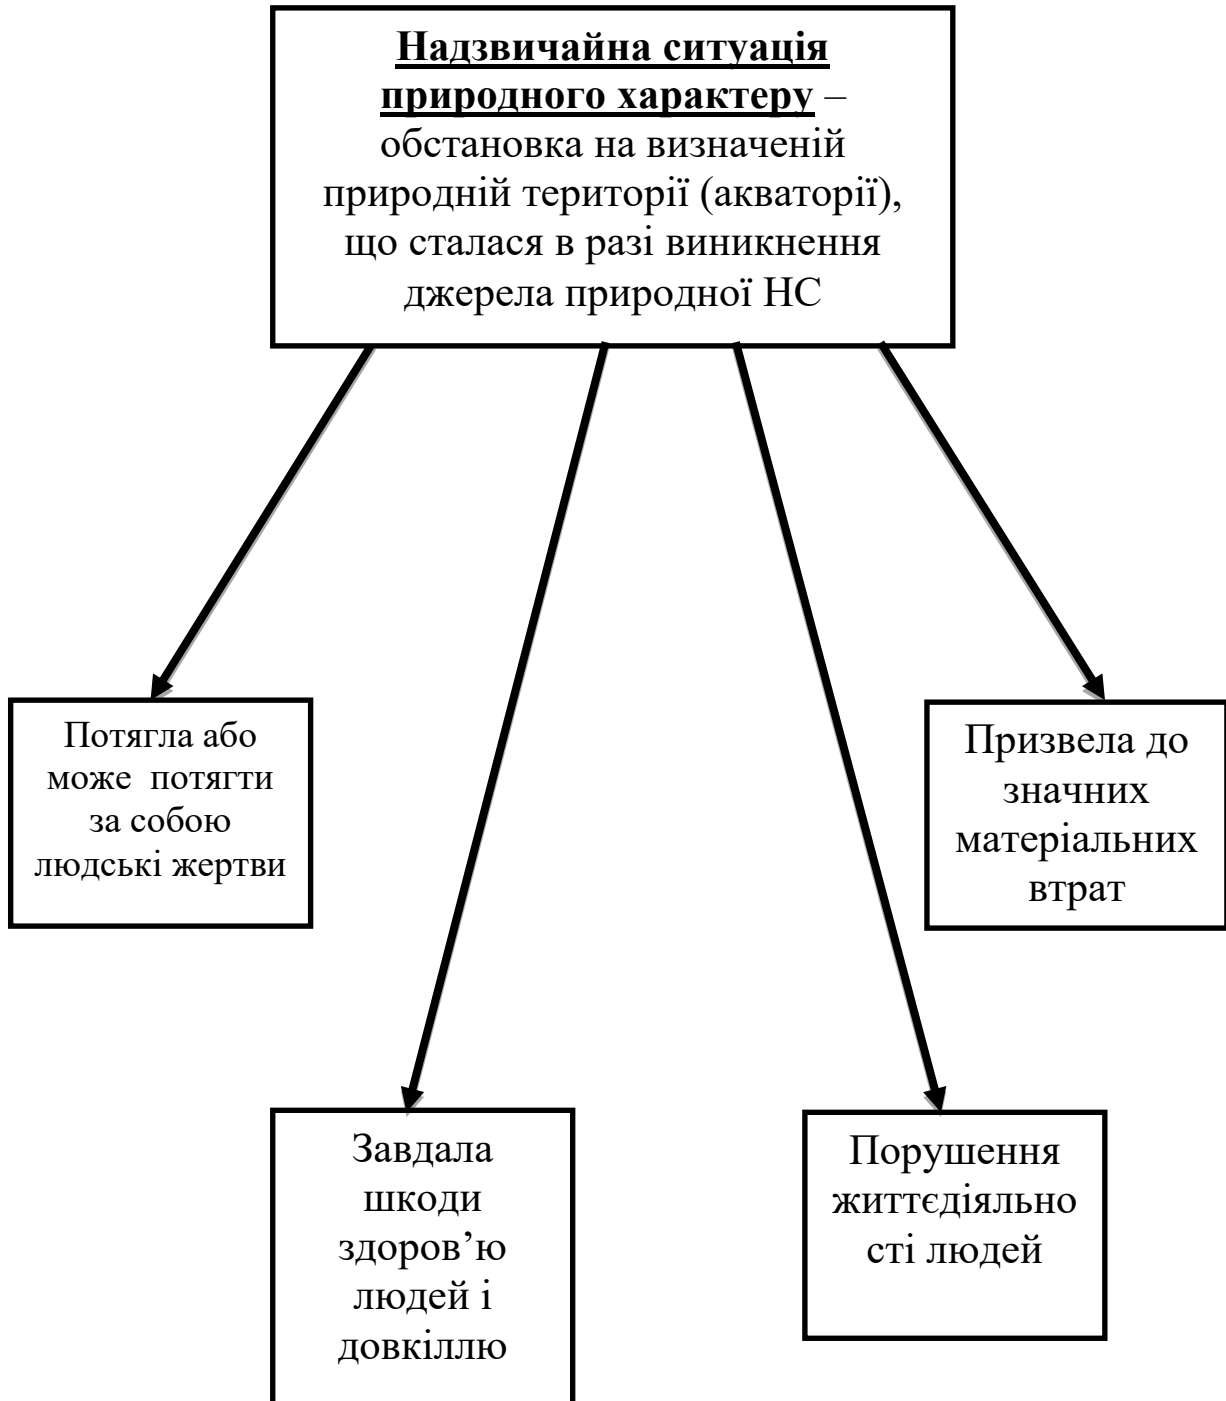 Надзвичайна ситуація
природного характеру –
обстановка на визначеній
природній території (акваторії),
що сталася в разі виникнення
джерела природної НС
Потягла або
може  потягти
за собою
людські жертви
Призвела до
значних
матеріальних
втрат
Завдала
шкоди
здоров’ю
людей і
довкіллю
Порушення
життєдіяльно
сті людей